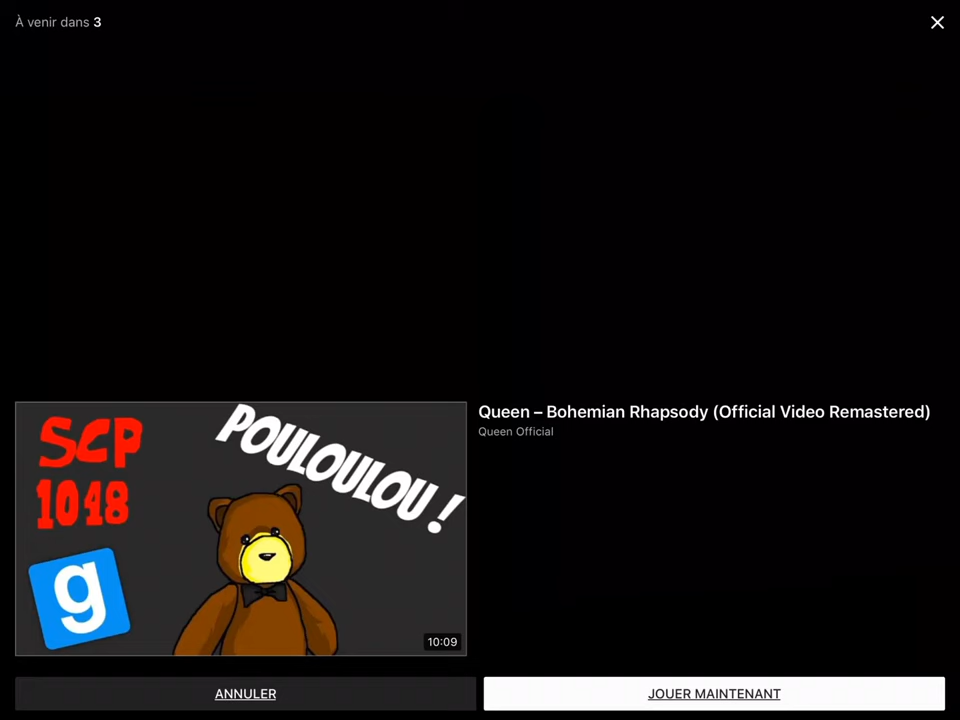 À venir dans 3
Queen – Bohemian Rhapsody (Official Video Remastered)
Queen Official
SCP
1048
POULOULOU !
g
10:09
ANNULER
JOUER MAINTENANT